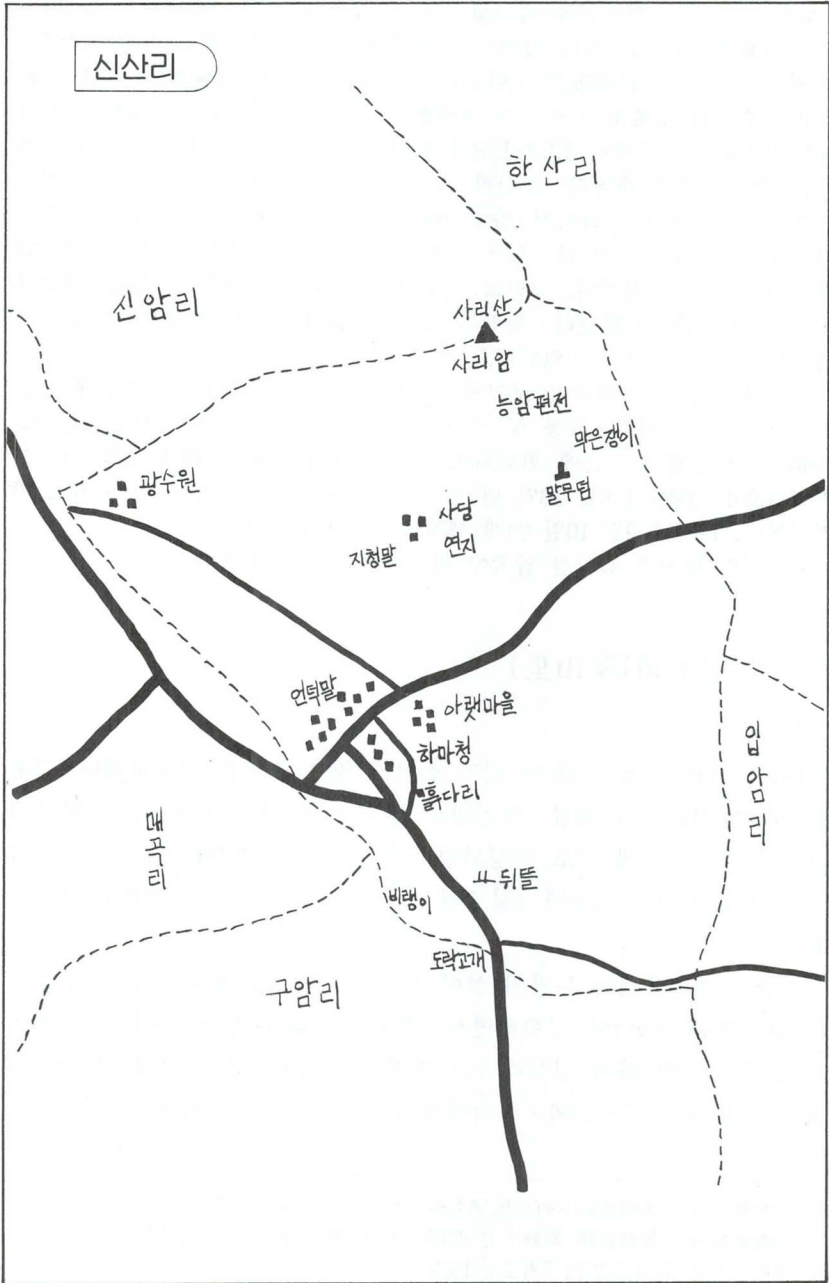 신산리
한산리
신암리
사리산
사리암
능암편전
막은갱이
말무덤
광수원
사당
연지
지청말
언덕말
아랫마을
하마청
흙다리
입암리
매곡리
뒤뜰
비랭이
도락고개
구암리